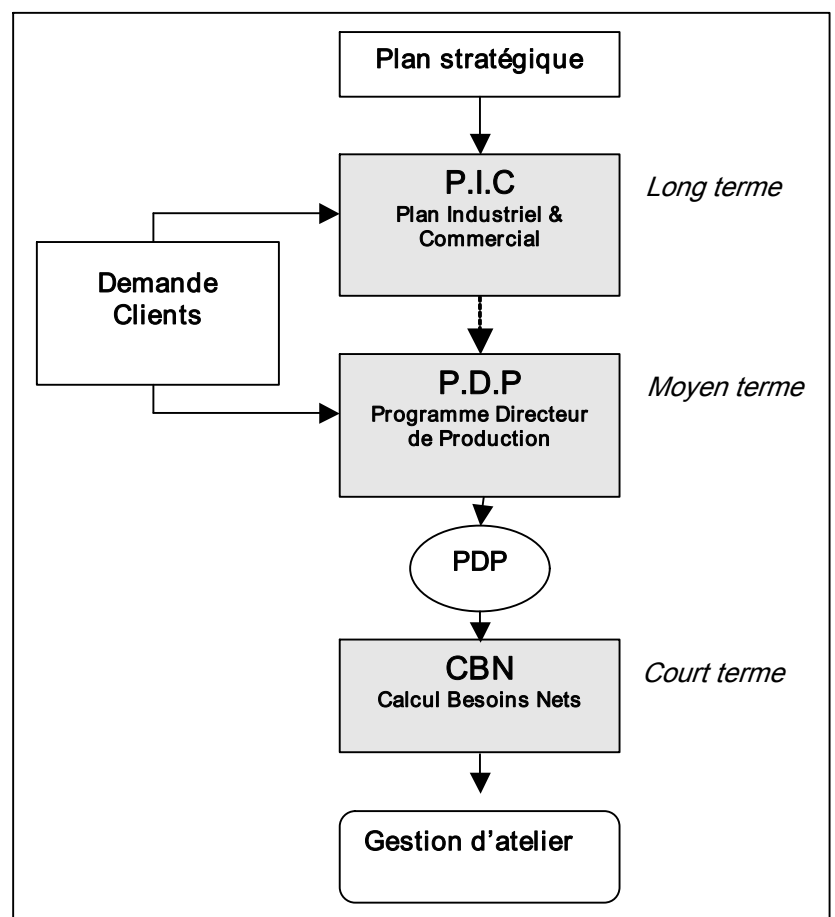 Plan stratégique
P.I.C
Plan Industriel &
Commercial
Long terme
Demande
Clients
P.D.P
Programme Directeur
de Production
Moyen terme
PDP
CBN
Calcul Besoins Nets
Court terme
Gestion d’atelier